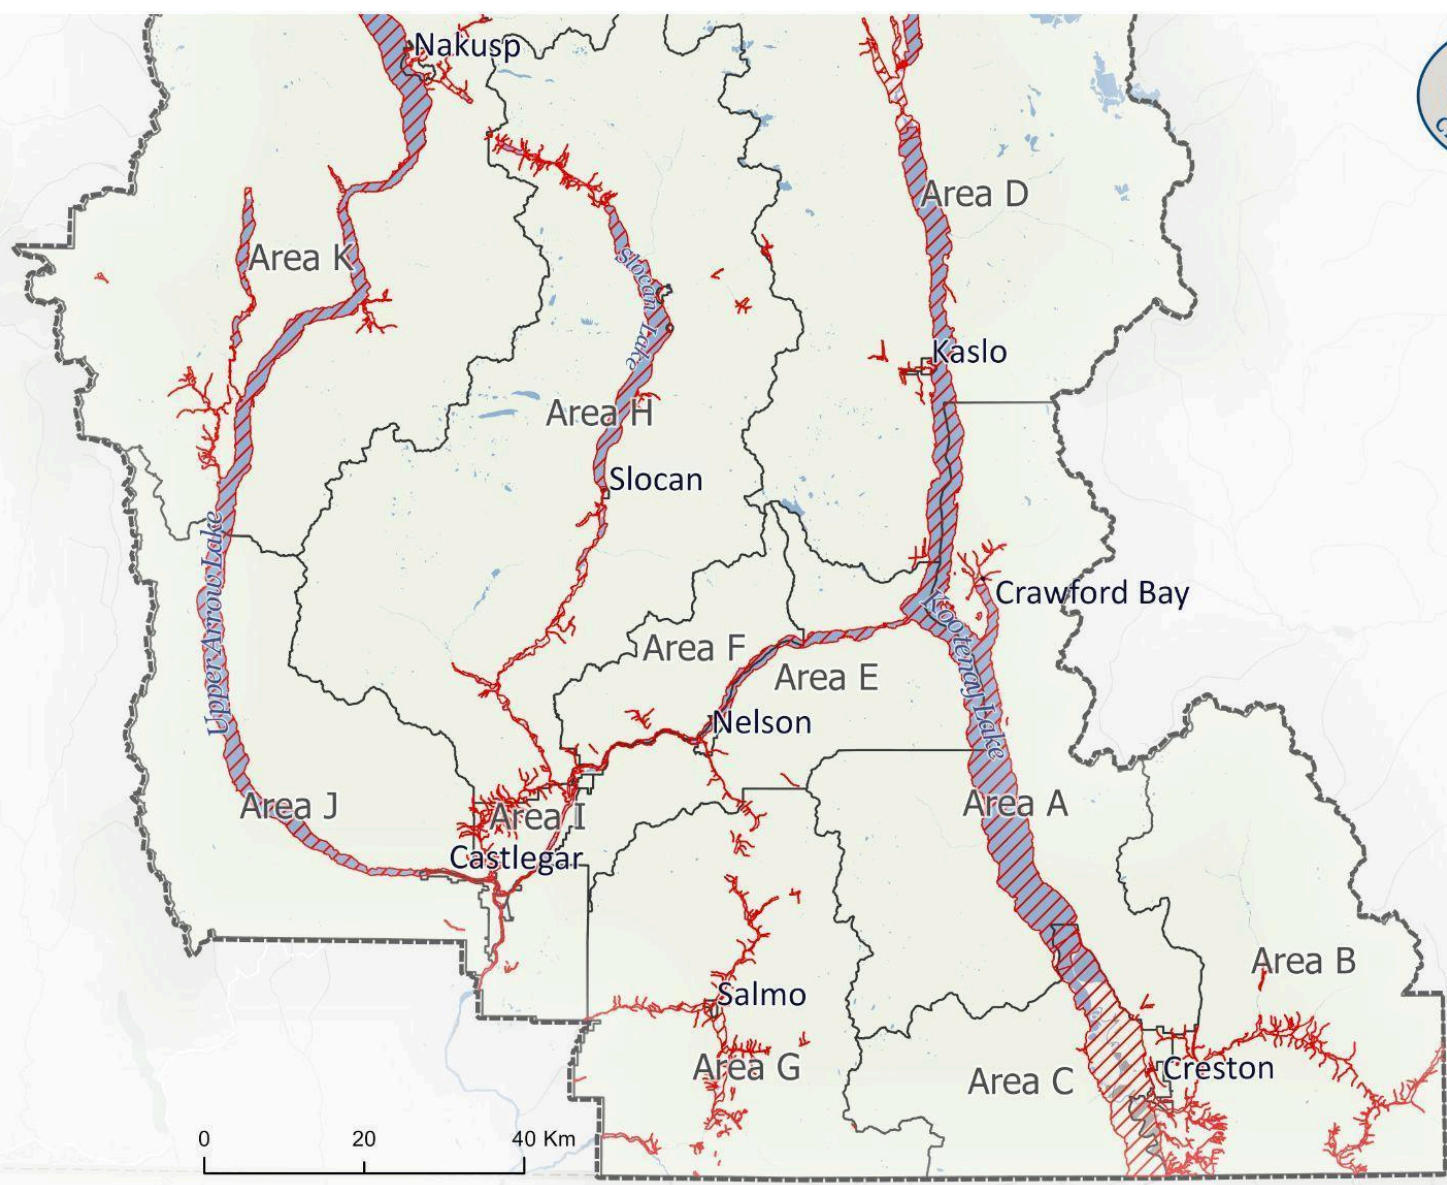 Nakusp
Area D
Area K
Slocan Lake
Kaslo
Area H
Slocan
Upper Arrow Lake
Crawford Bay
Kootenay Lake
Area F
Area E
Nelson
Area J
Area I
Area A
Castlegar
Area B
Salmo
Area G
Area C
Creston
0 20 40 Km